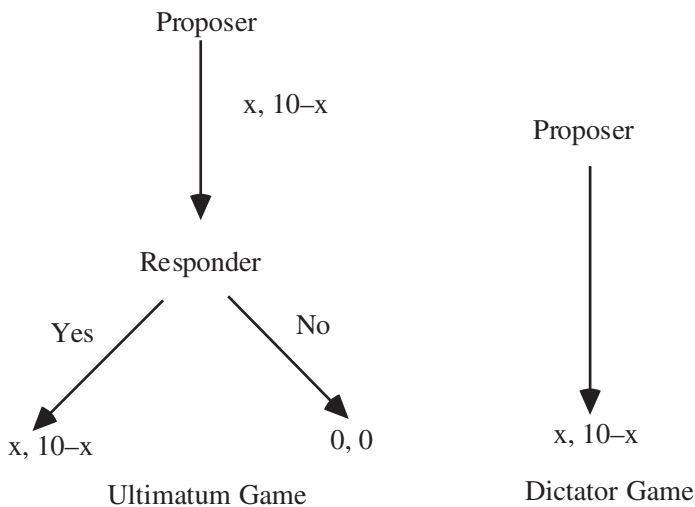 Proposer
x, 10–x
Responder
Yes
No
x, 10–x
0, 0
Ultimatum Game
Proposer
x, 10–x
Dictator Game